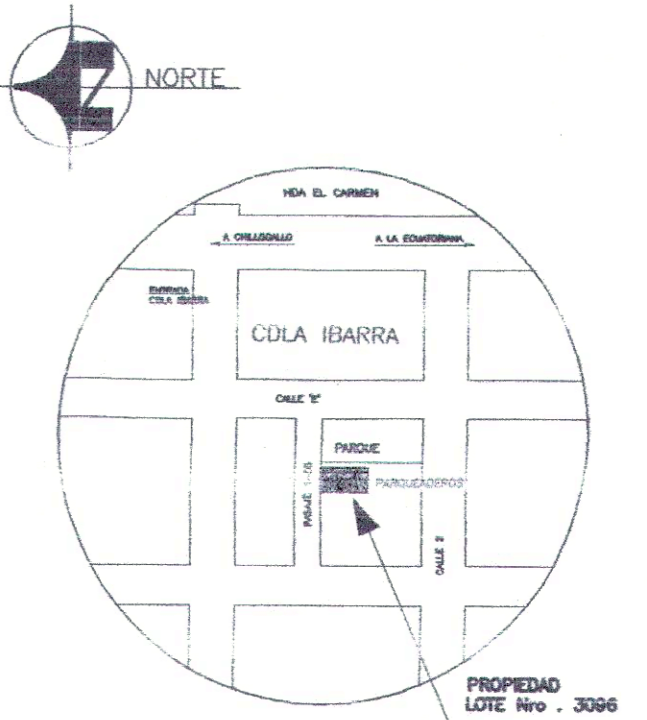 N
NORTE
HDA EL CARMEN
A CHILLOGALLO
A LA ECUATORIANA
ENTRADA
CDLA IBARRA
CDLA IBARRA
CALLE "E"
PARQUE
PARQUEADEROS
PASAJE
CALLE 2
PROPIEDAD
LOTE Nro . 3096